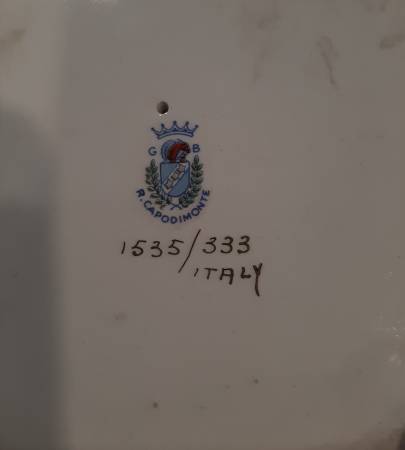 G B
R. CAPODIMONTE
1535/333
ITALY